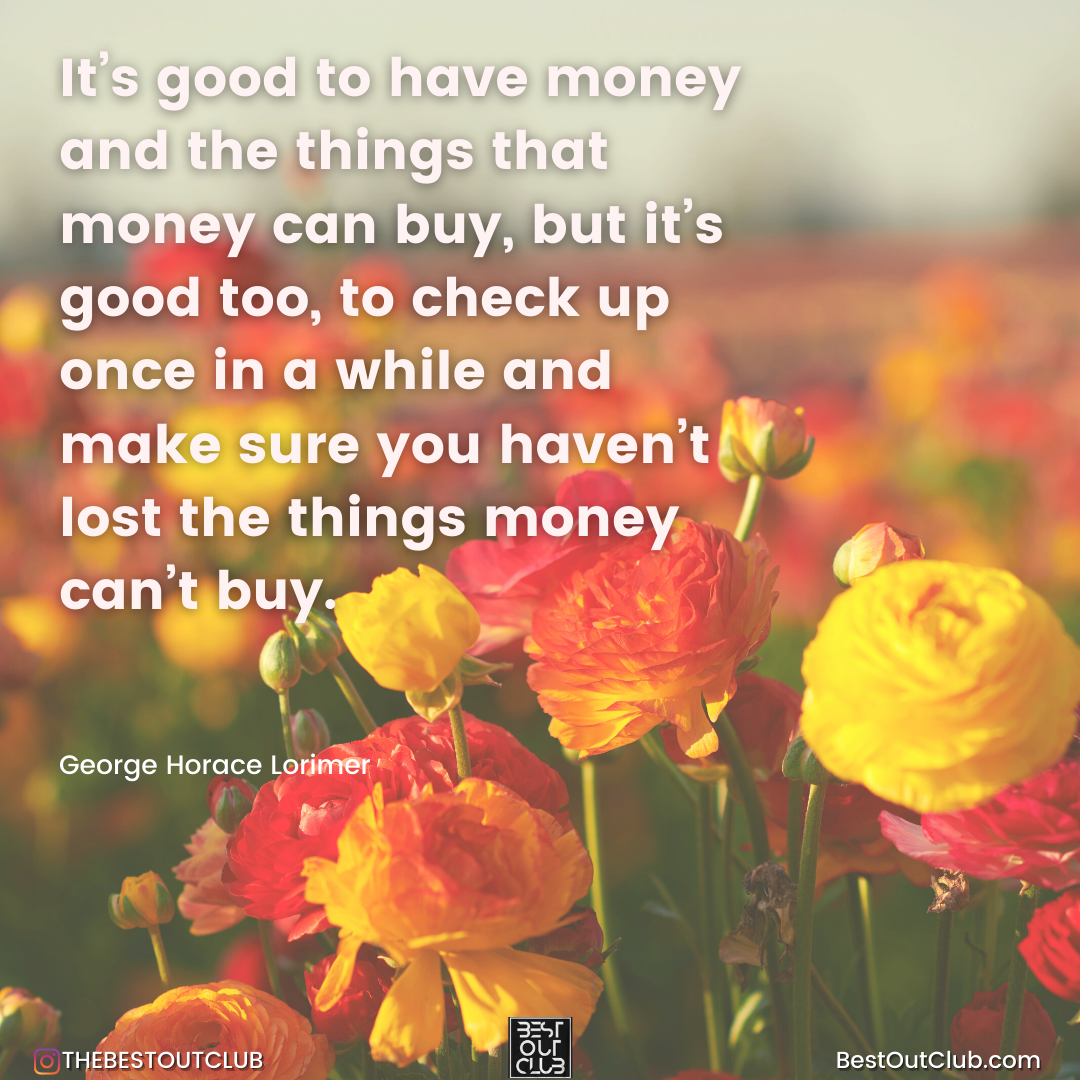 It’s good to have money
and the things that
money can buy, but it’s
good too, to check up
once in a while and
make sure you haven’t
lost the things money
can’t buy.
George Horace Lorimer
THEBESTOUTCLUB
BEST
OUT
CLUB
BestOutClub.com